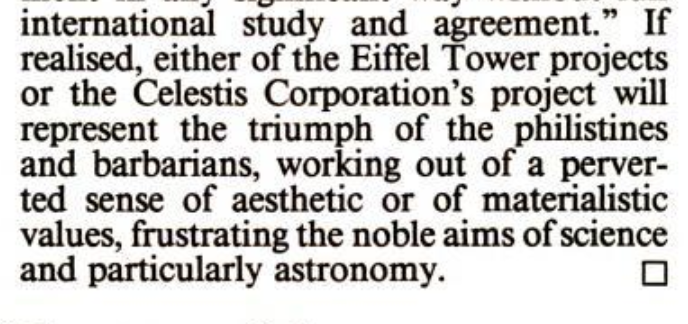 international study and agreement.” If
realised, either of the Eiffel Tower projects
or the Celestis Corporation’s project will
represent the triumph of the philistines
and barbarians, working out of a perver-
ted sense of aesthetic or of materialistic
values, frustrating the noble aims of science
and particularly astronomy. □